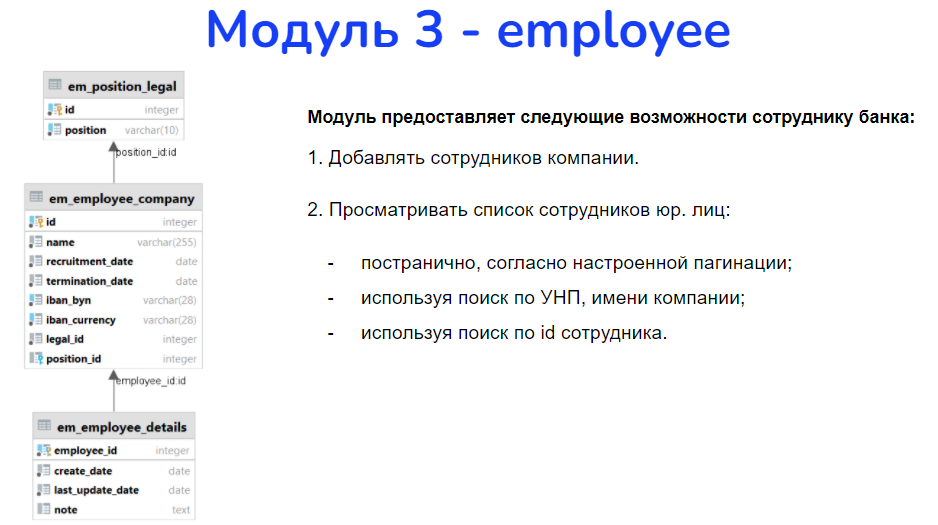 Модуль 3 - employee
em_position_legal
id integer
position varchar(10)
position_id:id
em_employee_company
id integer
name varchar(255)
recruitment_date date
termination_date date
iban_byn varchar(28)
iban_currency varchar(28)
legal_id integer
position_id integer
employee_id:id
em_employee_details
employee_id integer
create_date date
last_update_date date
note text
Модуль предоставляет следующие возможности сотруднику банка:
1. Добавлять сотрудников компании.
2. Просматривать список сотрудников юр. лиц:
- постранично, согласно настроенной пагинации;
- используя поиск по УНП, имени компании;
- используя поиск по id сотрудника.